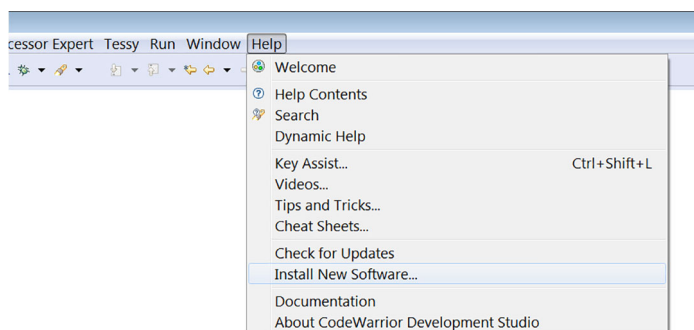 cessor Expert Tessy Run Window Help
Welcome
Help Contents
Search
Dynamic Help
Key Assist... Ctrl+Shift+L
Videos...
Tips and Tricks...
Cheat Sheets...
Check for Updates
Install New Software...
Documentation
About CodeWarrior Development Studio